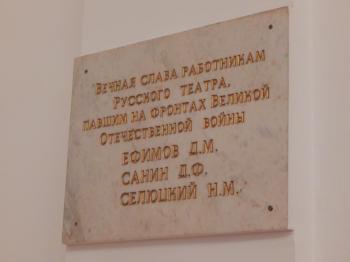 Вечная слава работникам
Русского театра,
павшим на фронтах Великой
Отечественной войны
Ефимов Д.М.
Санин Д.Ф.
Селюцкий Н.М.